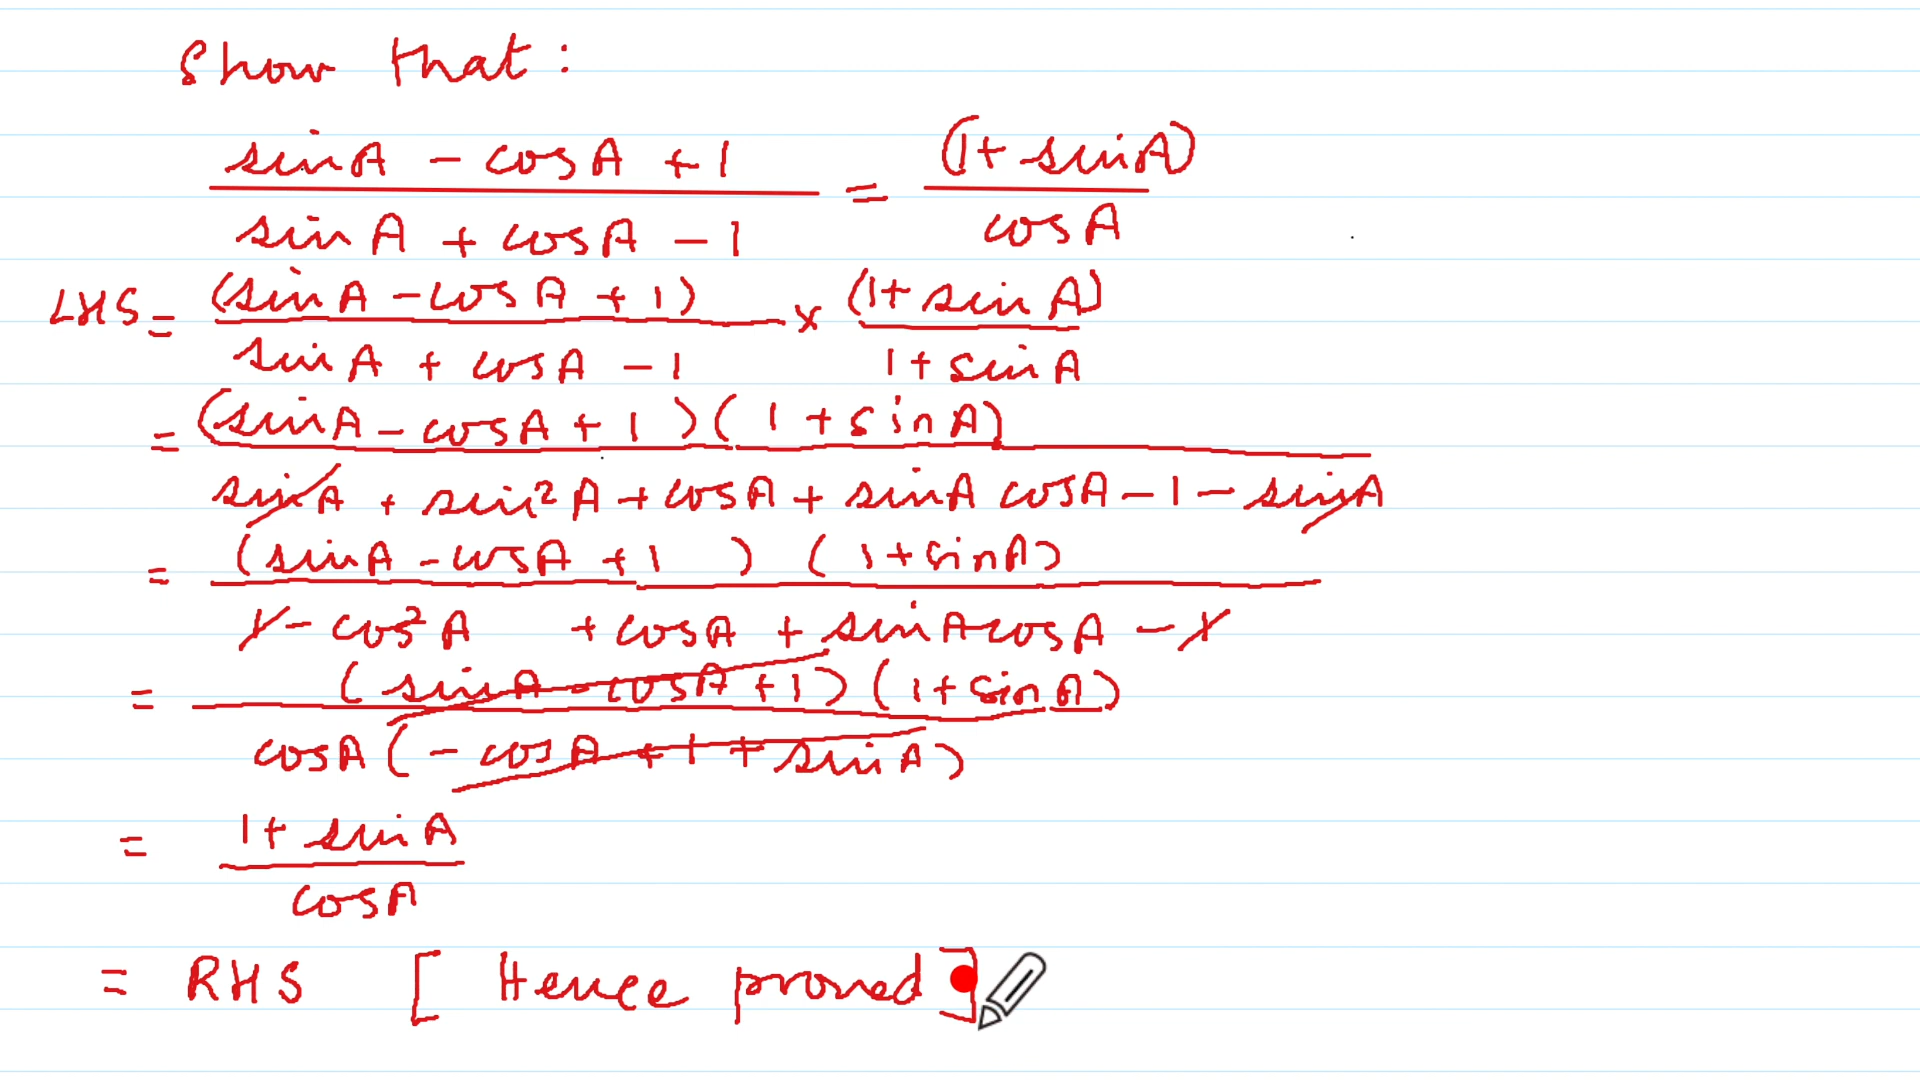 Show that:
sinA - cosA + 1 / sinA + cosA - 1 = (1 + sinA) / cosA
LHS = (sinA - cosA + 1) / sinA + cosA - 1 × (1 + sinA) / 1 + sinA
= (sinA - cosA + 1)(1 + sinA) / sinA + sin²A + cosA + sinA cosA - 1 - sinA
= (sinA - cosA + 1)(1 + sinA) / 1 - cos²A + cosA + sinA cosA - 1
= (sinA - cosA + 1)(1 + sinA) / cosA(- cosA + 1 + sinA)
= 1 + sinA / cosA
= RHS [Hence proved]